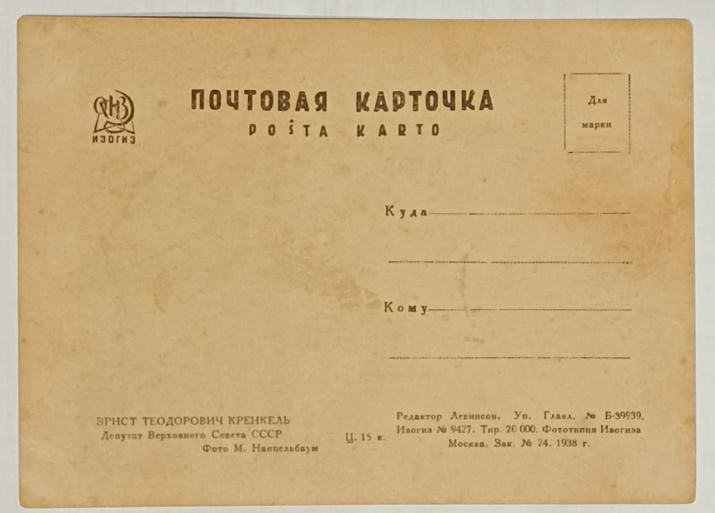 ИЗОГИЗ
ПОЧТОВАЯ КАРТОЧКА
POŜTA KARTO
Для
марки
Куда
Кому
ЭРНСТ ТЕОДОРОВИЧ КРЕНКЕЛЬ
Депутат Верховного Совета СССР
Фото М. Наппельбаум
Ц. 15 к.
Редактор Левинсон. Уп. Главл. № Б-39939.
Изогиз № 9427. Тир. 20 000. Фототипия Изогиза
Москва. Зак. № 24. 1938 г.